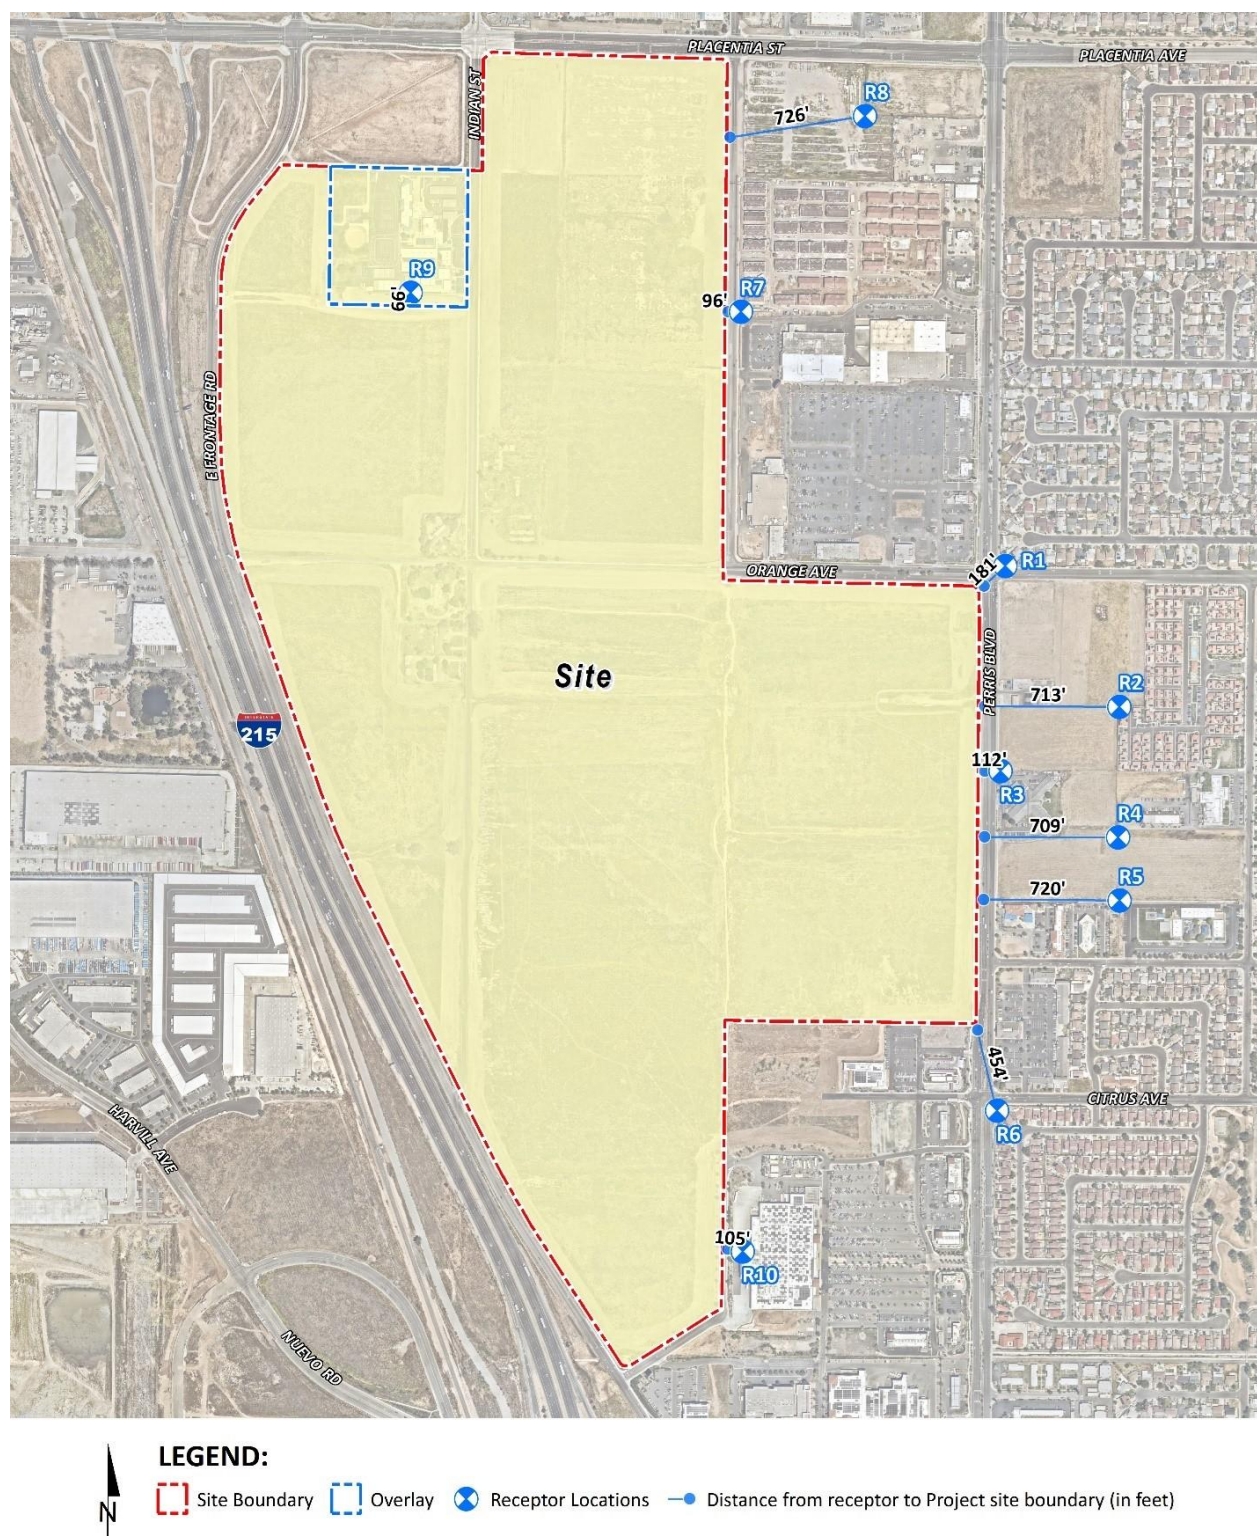 PLACENTIA ST
PLACENTIA AVE
INDIAN ST
R8
726'
R9
66'
R7
96'
E FRONTAGE RD
ORANGE AVE
R1
181'
Site
PERRIS BLVD
R2
713'
215
112'
R3
R4
709'
R5
720'
454'
CITRUS AVE
R6
HARVILL AVE
105'
R10
NUEVO RD
LEGEND:
N
Site Boundary
Overlay
Receptor Locations
Distance from receptor to Project site boundary (in feet)